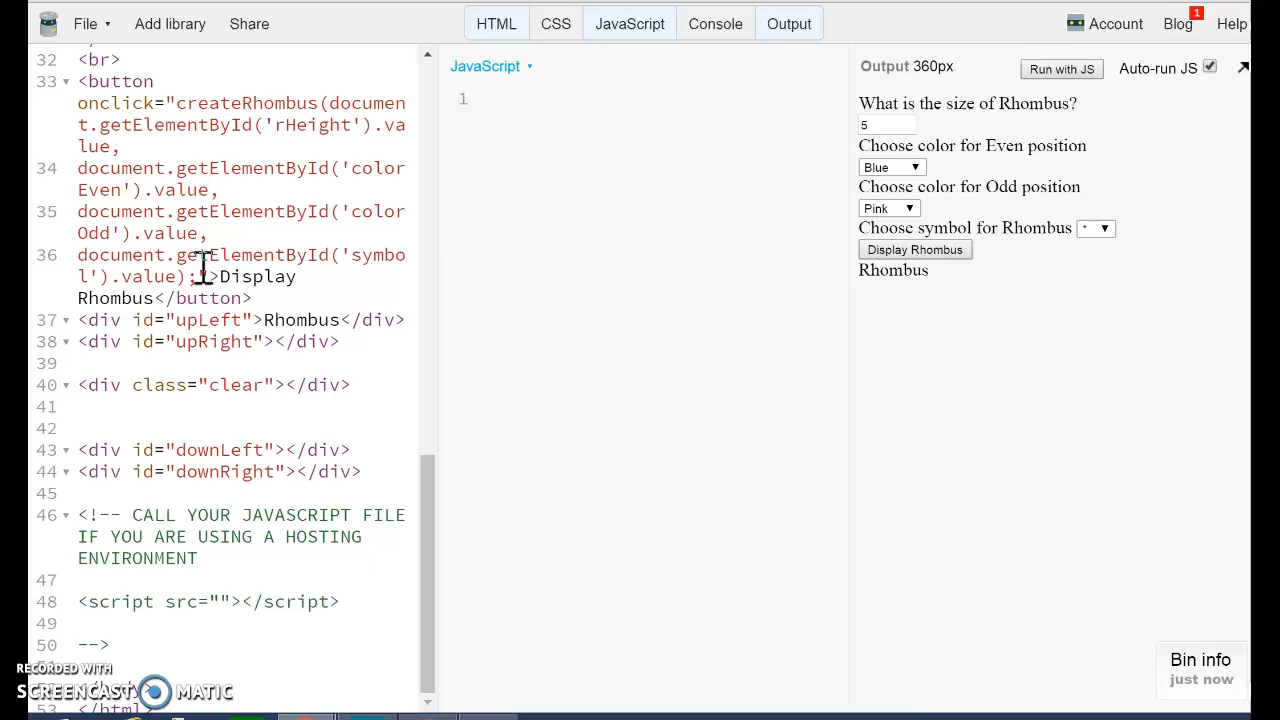 File ▾ Add library Share HTML CSS JavaScript Console Output Account Blog 1 Help
32 <br>
33 <button
onclick="createRhombus(documen
t.getElementById('rHeight').va
lue,
34 document.getElementById('color
Even').value,
35 document.getElementById('color
Odd').value,
36 document.getElementById('symbo
l').value);">Display
Rhombus</button>
37 <div id="upLeft">Rhombus</div>
38 <div id="upRight"></div>
39
40 <div class="clear"></div>
41
42
43 <div id="downLeft"></div>
44 <div id="downRight"></div>
45
46 <!-- CALL YOUR JAVASCRIPT FILE
IF YOU ARE USING A HOSTING
ENVIRONMENT
47
48 <script src=""></script>
49
50 -->
</body>
53 </html>
JavaScript ▾
1
Output 360px Run with JS Auto-run JS
What is the size of Rhombus?
5
Choose color for Even position
Blue
Choose color for Odd position
Pink
Choose symbol for Rhombus *
Display Rhombus
Rhombus
Bin info
just now
RECORDED WITH
SCREENCAST MATIC